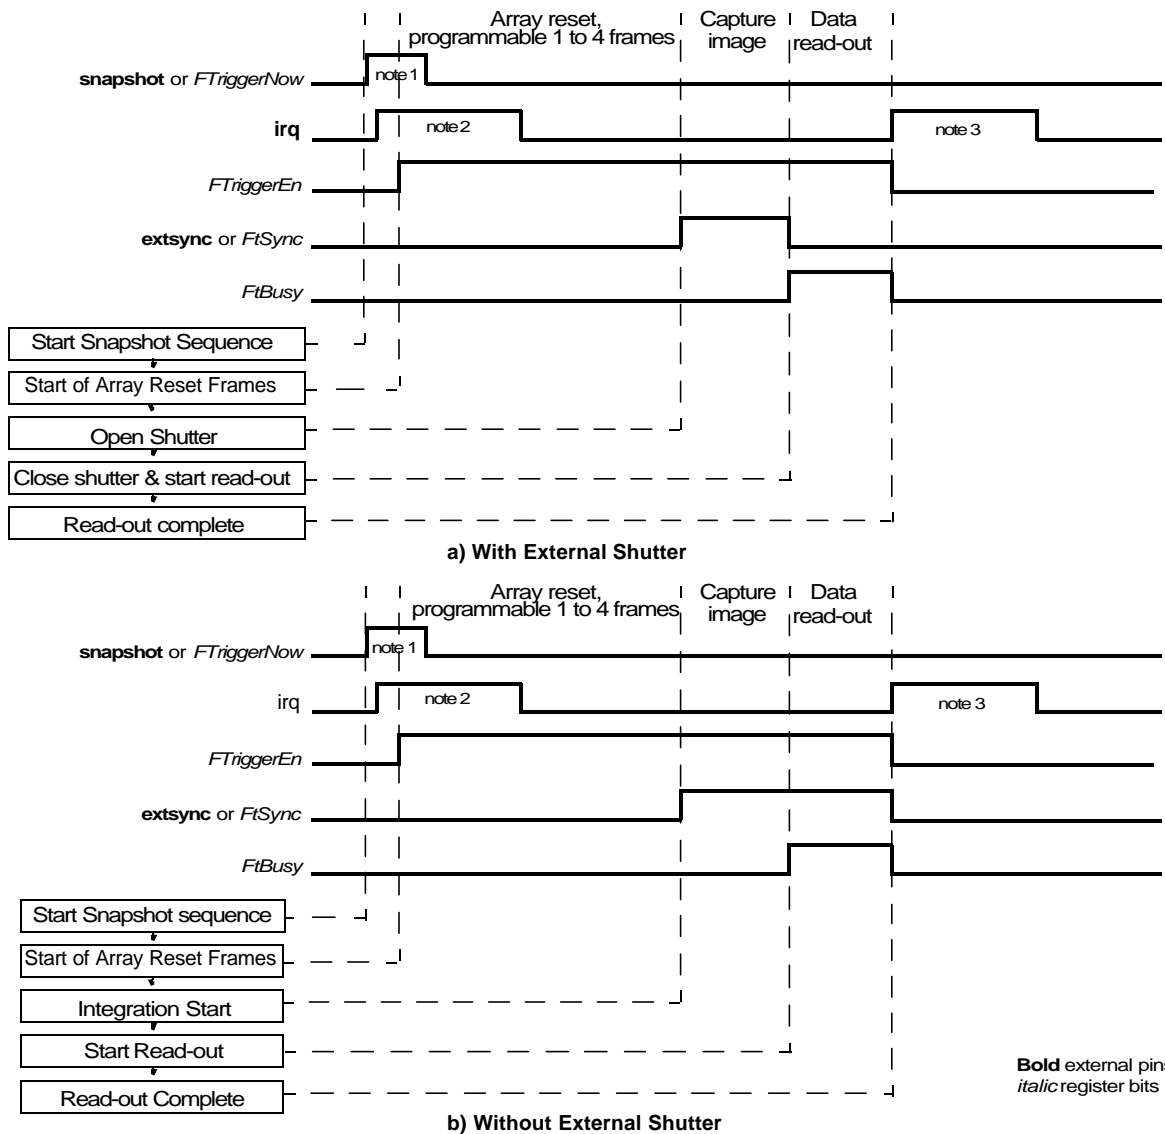 Array reset,
programmable 1 to 4 frames
Capture
image
Data
read-out
snapshot or FTriggerNow
note 1
irq
note 2
note 3
FTriggerEn
extsync or FtSync
FtBusy
Start Snapshot Sequence
Start of Array Reset Frames
Open Shutter
Close shutter & start read-out
Read-out complete
a) With External Shutter
Array reset,
programmable 1 to 4 frames
Capture
image
Data
read-out
snapshot or FTriggerNow
note 1
irq
note 2
note 3
FTriggerEn
extsync or FtSync
FtBusy
Start Snapshot sequence
Start of Array Reset Frames
Integration Start
Start Read-out
Read-out Complete
Bold external pins
italic register bits
b) Without External Shutter